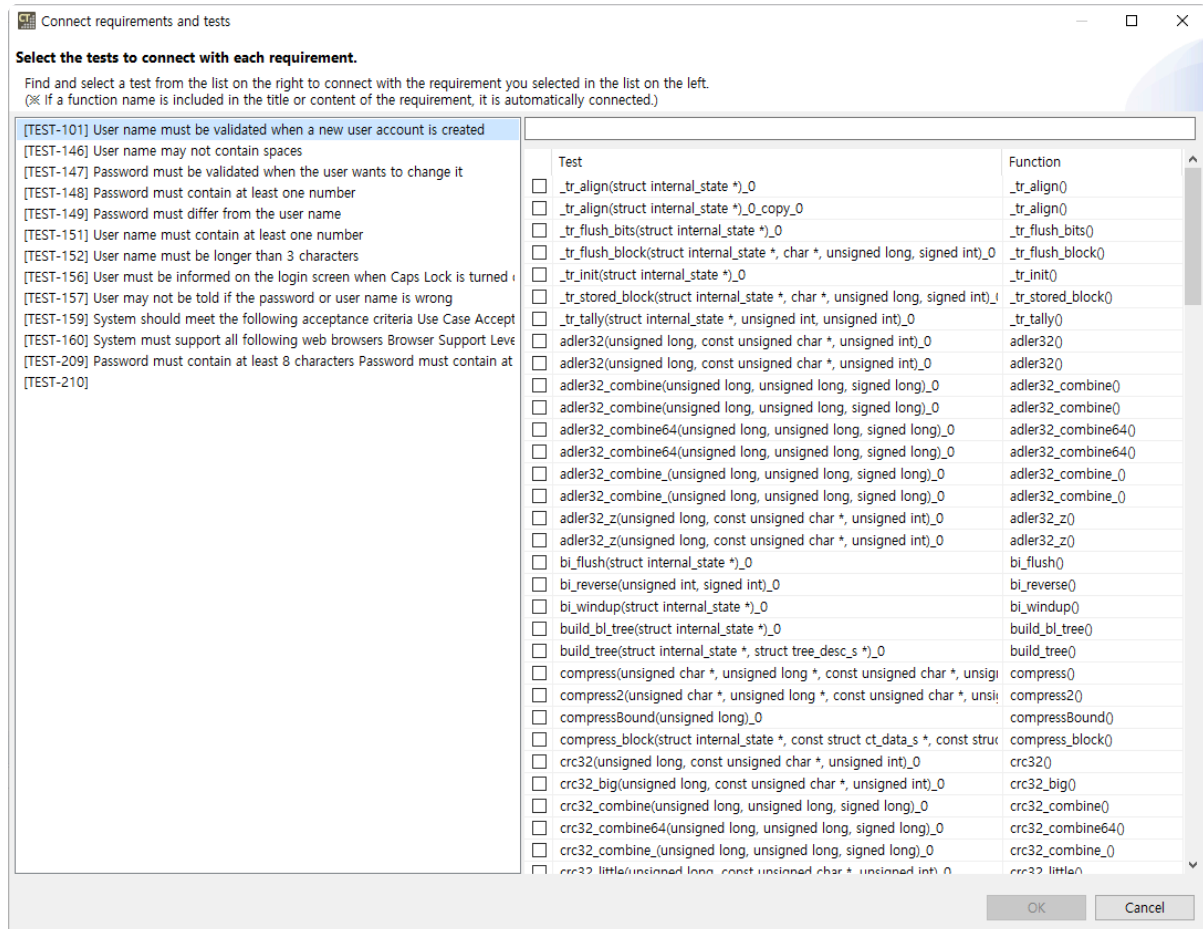 CT
Connect requirements and tests
Select the tests to connect with each requirement.
Find and select a test from the list on the right to connect with the requirement you selected in the list on the left.
(※ If a function name is included in the title or content of the requirement, it is automatically connected.)
[TEST-101] User name must be validated when a new user account is created
[TEST-146] User name may not contain spaces
[TEST-147] Password must be validated when the user wants to change it
[TEST-148] Password must contain at least one number
[TEST-149] Password must differ from the user name
[TEST-151] User name must contain at least one number
[TEST-152] User name must be longer than 3 characters
[TEST-156] User must be informed on the login screen when Caps Lock is turned
[TEST-157] User may not be told if the password or user name is wrong
[TEST-159] System should meet the following acceptance criteria Use Case Accept
[TEST-160] System must support all following web browsers Browser Support Leve
[TEST-209] Password must contain at least 8 characters Password must contain at
[TEST-210]
Test Function
_tr_align(struct internal_state *)_0 _tr_align()
_tr_align(struct internal_state *)_0_copy_0 _tr_align()
_tr_flush_bits(struct internal_state *)_0 _tr_flush_bits()
_tr_flush_block(struct internal_state *, char *, unsigned long, signed int)_0 _tr_flush_block()
_tr_init(struct internal_state *)_0 _tr_init()
_tr_stored_block(struct internal_state *, char *, unsigned long, signed int)_( _tr_stored_block()
_tr_tally(struct internal_state *, unsigned int, unsigned int)_0 _tr_tally()
adler32(unsigned long, const unsigned char *, unsigned int)_0 adler32()
adler32(unsigned long, const unsigned char *, unsigned int)_0 adler32()
adler32_combine(unsigned long, unsigned long, signed long)_0 adler32_combine()
adler32_combine(unsigned long, unsigned long, signed long)_0 adler32_combine()
adler32_combine64(unsigned long, unsigned long, signed long)_0 adler32_combine64()
adler32_combine64(unsigned long, unsigned long, signed long)_0 adler32_combine64()
adler32_combine_(unsigned long, unsigned long, signed long)_0 adler32_combine_()
adler32_combine_(unsigned long, unsigned long, signed long)_0 adler32_combine_()
adler32_z(unsigned long, const unsigned char *, unsigned int)_0 adler32_z()
adler32_z(unsigned long, const unsigned char *, unsigned int)_0 adler32_z()
bi_flush(struct internal_state *)_0 bi_flush()
bi_reverse(unsigned int, signed int)_0 bi_reverse()
bi_windup(struct internal_state *)_0 bi_windup()
build_bl_tree(struct internal_state *)_0 build_bl_tree()
build_tree(struct internal_state *, struct tree_desc_s *)_0 build_tree()
compress(unsigned char *, unsigned long *, const unsigned char *, unsig compress()
compress2(unsigned char *, unsigned long *, const unsigned char *, unsi compress2()
compressBound(unsigned long)_0 compressBound()
compress_block(struct internal_state *, const struct ct_data_s *, const struc compress_block()
crc32(unsigned long, const unsigned char *, unsigned int)_0 crc32()
crc32_big(unsigned long, const unsigned char *, unsigned int)_0 crc32_big()
crc32_combine(unsigned long, unsigned long, signed long)_0 crc32_combine()
crc32_combine64(unsigned long, unsigned long, signed long)_0 crc32_combine64()
crc32_combine_(unsigned long, unsigned long, signed long)_0 crc32_combine_()
crc32_little(unsigned long, const unsigned char *, unsigned int)_0 crc32_little()
OK Cancel